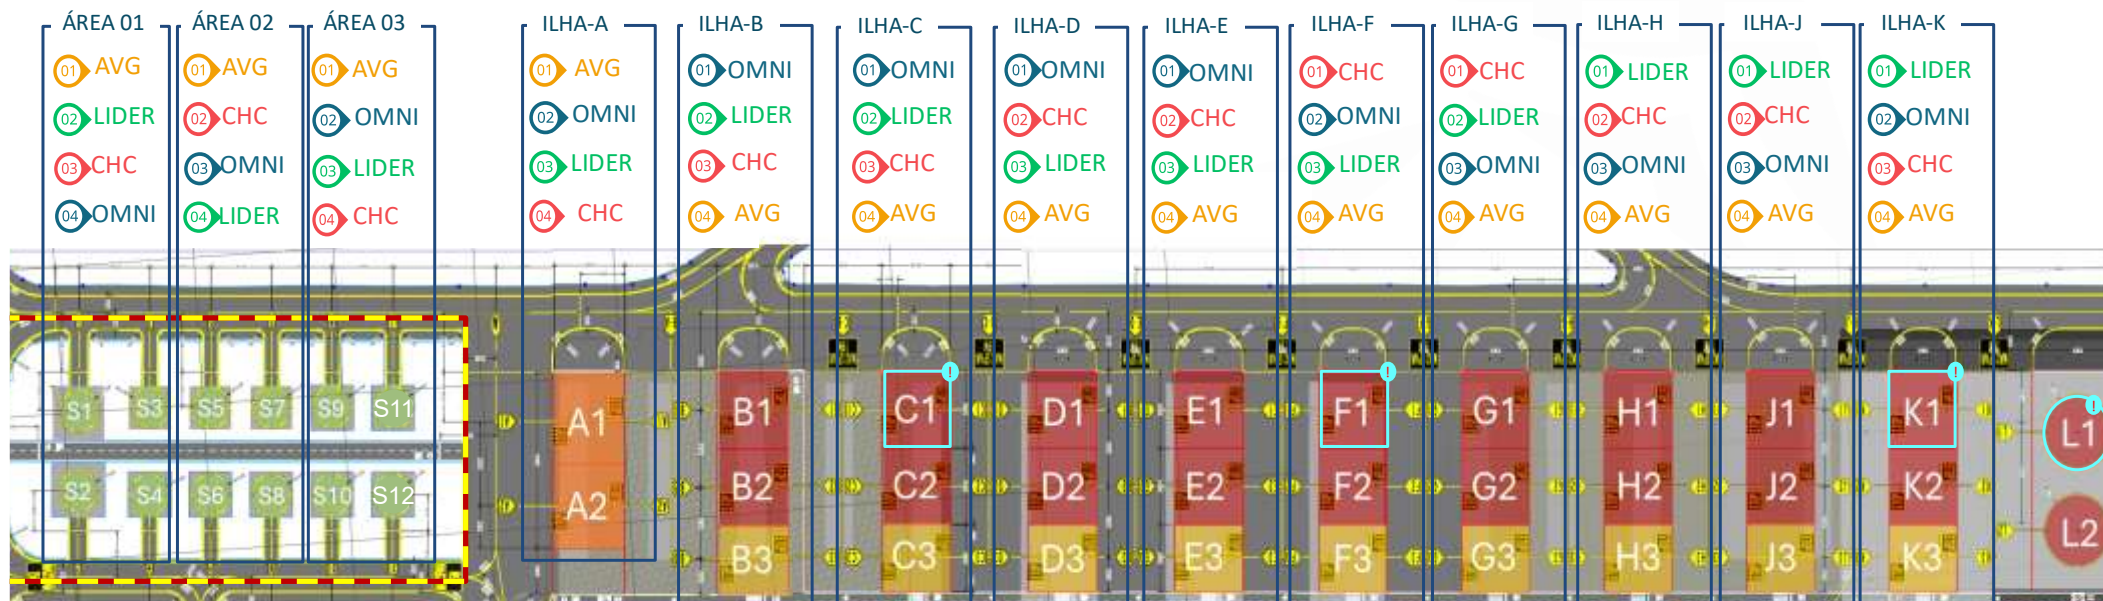 ÁREA 01
01 AVG
02 LIDER
03 CHC
04 OMNI
ÁREA 02
01 AVG
02 CHC
03 OMNI
04 LIDER
ÁREA 03
01 AVG
02 OMNI
03 LIDER
04 CHC
ILHA-A
01 AVG
02 OMNI
03 LIDER
04 CHC
ILHA-B
01 OMNI
02 LIDER
03 CHC
04 AVG
ILHA-C
01 OMNI
02 LIDER
03 CHC
04 AVG
ILHA-D
01 OMNI
02 CHC
03 LIDER
04 AVG
ILHA-E
01 OMNI
02 CHC
03 LIDER
04 AVG
ILHA-F
01 CHC
02 OMNI
03 LIDER
04 AVG
ILHA-G
01 CHC
02 LIDER
03 OMNI
04 AVG
ILHA-H
01 LIDER
02 CHC
03 OMNI
04 AVG
ILHA-J
01 LIDER
02 CHC
03 OMNI
04 AVG
ILHA-K
01 LIDER
02 OMNI
03 CHC
04 AVG
S1 S3 S5 S7 S9 S11
S2 S4 S6 S8 S10 S12
A1
A2
B1
B2
B3
C1 !
C2
C3
D1
D2
D3
E1
E2
E3
F1 !
F2
F3
G1
G2
G3
H1
H2
H3
J1
J2
J3
K1 !
K2
K3
L1 !
L2